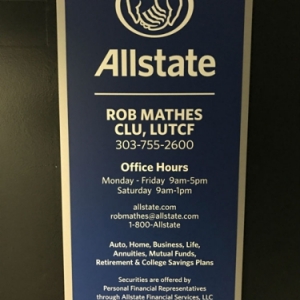 Allstate
ROB MATHES
CLU, LUTCF
303-755-2600
Office Hours
Monday - Friday 9am-5pm
Saturday 9am-1pm
allstate.com
robmathes@allstate.com
1-800-Allstate
Auto, Home, Business, Life,
Annuities, Mutual Funds,
Retirement & College Savings Plans
Securities are offered by
Personal Financial Representatives
through Allstate Financial Services, LLC